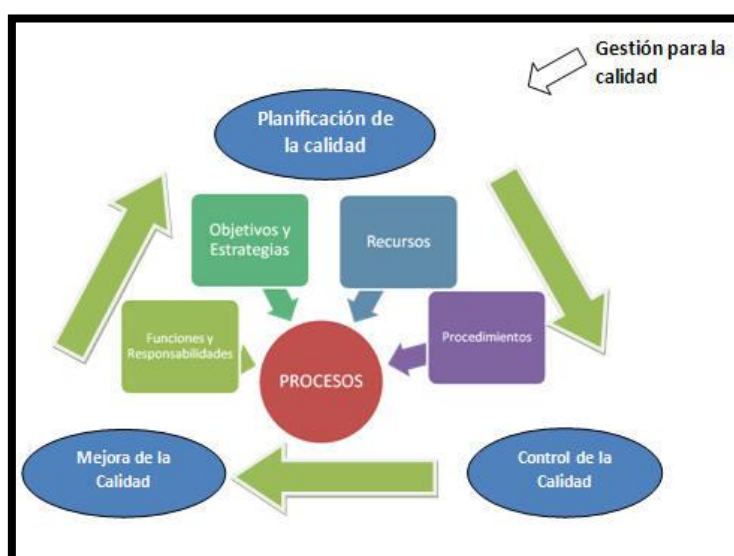 Gestión para la
calidad
Planificación de
la calidad
Objetivos y
Estrategias
Recursos
Funciones y
Responsabilidades
Procedimientos
PROCESOS
Mejora de la
Calidad
Control de la
Calidad